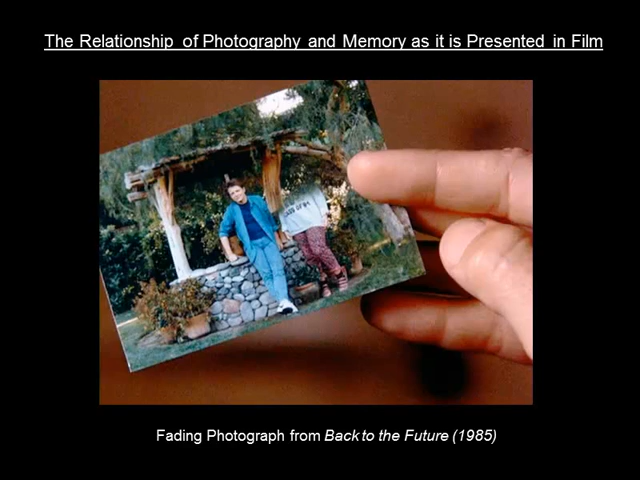 The Relationship of Photography and Memory as it is Presented in Film
Fading Photograph from Back to the Future (1985)